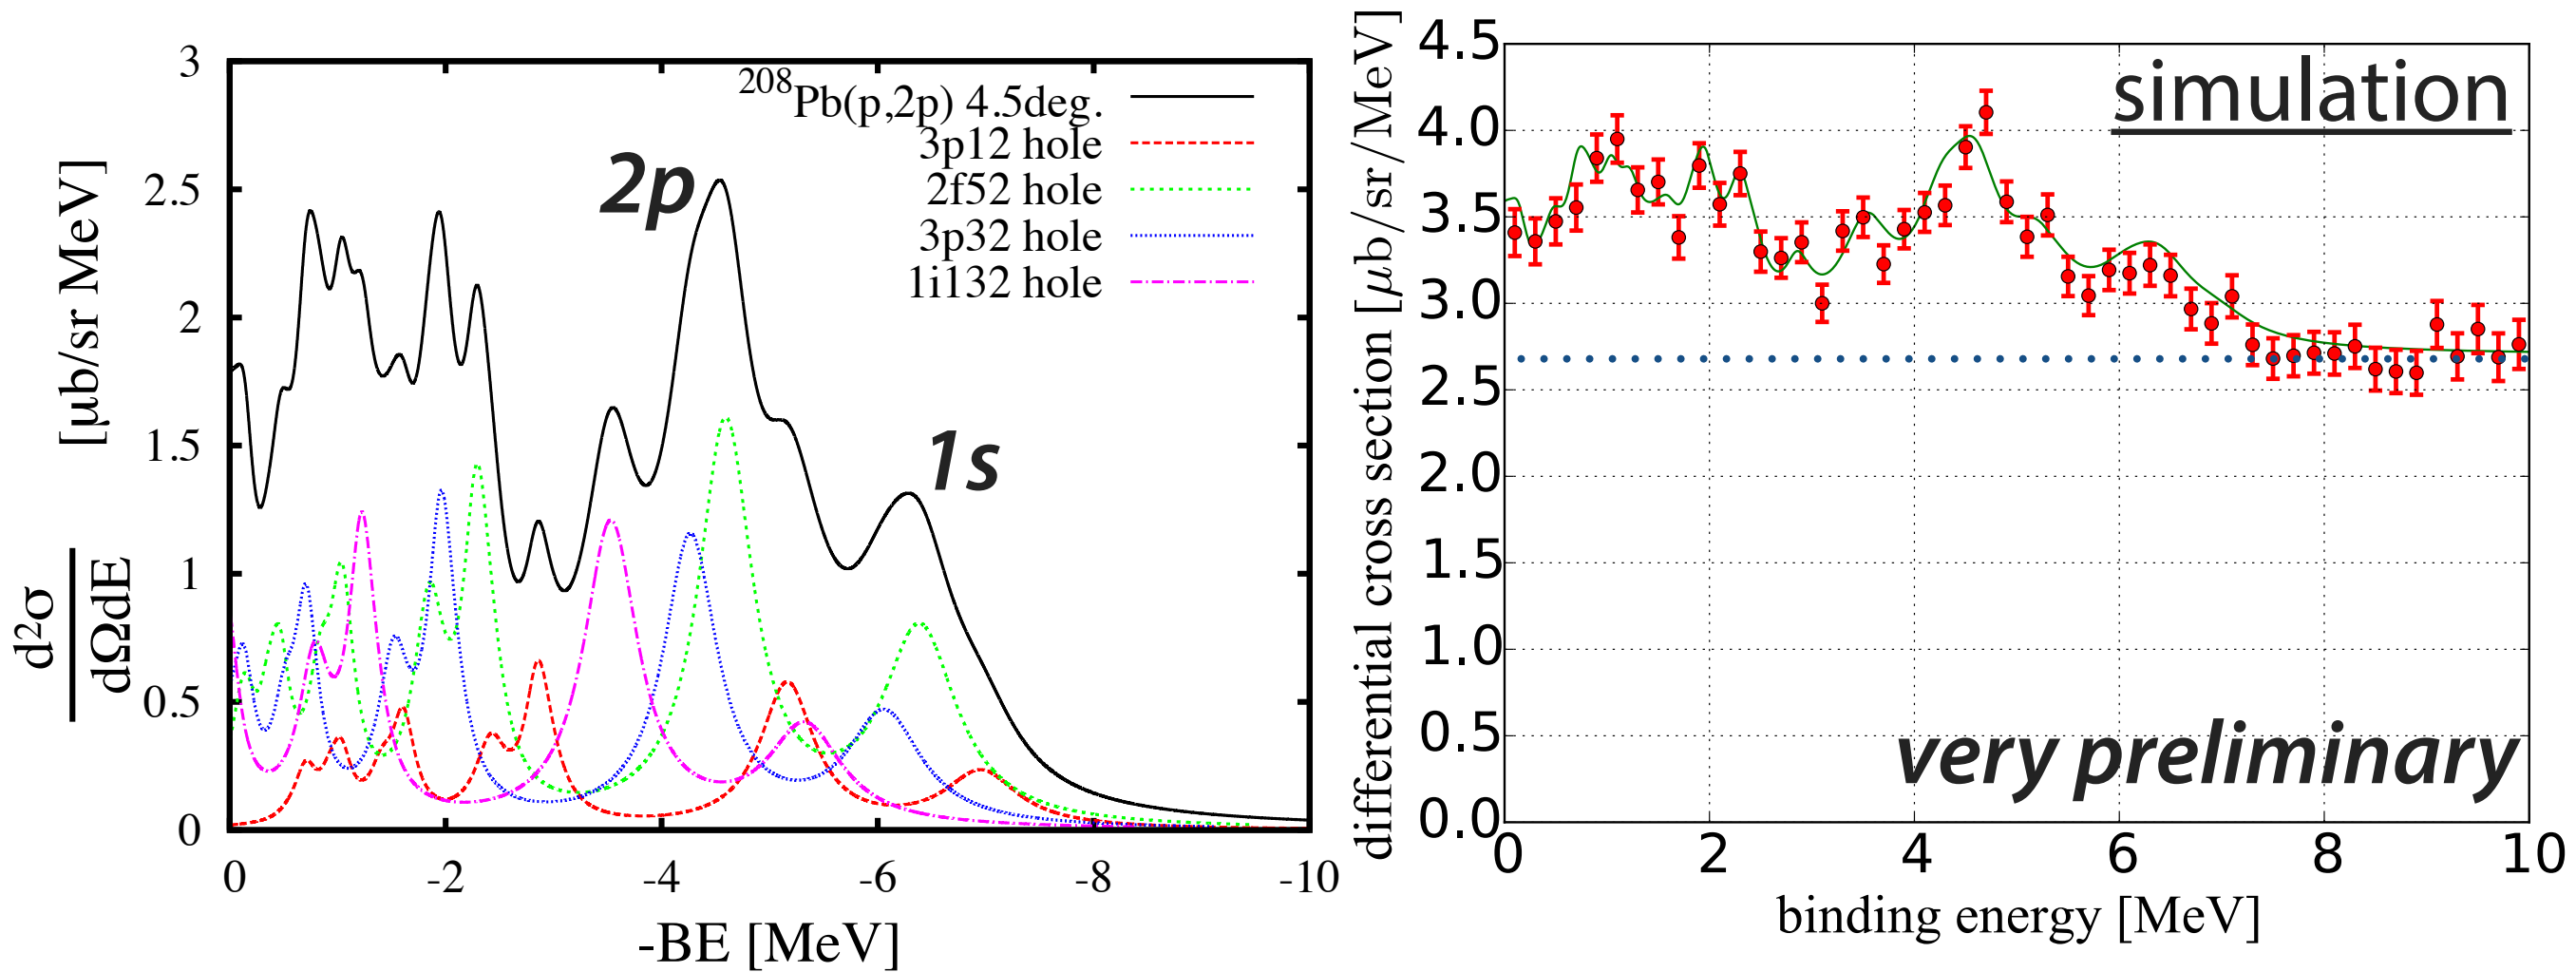 3
2.5
2
1.5
1
0.5
0
[μb/sr MeV]
d²σ
dΩdE
²⁰⁸Pb(p,2p) 4.5deg.
3p12 hole
2f52 hole
3p32 hole
1i132 hole
2p
1s
0 -2 -4 -6 -8 -10
-BE [MeV]
differential cross section [μb/sr/MeV]
4.5
4.0
3.5
3.0
2.5
2.0
1.5
1.0
0.5
0.0
simulation
very preliminary
0 2 4 6 8 10
binding energy [MeV]